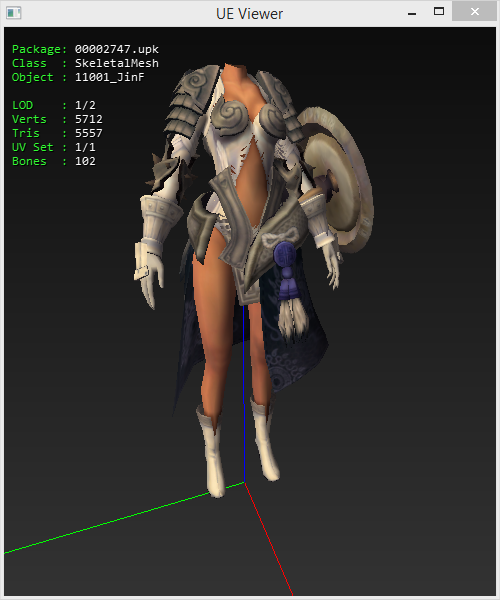 UE Viewer
Package: 00002747.upk
Class : SkeletalMesh
Object : 11001_JinF
LOD : 1/2
Verts : 5712
Tris : 5557
UV Set : 1/1
Bones : 102